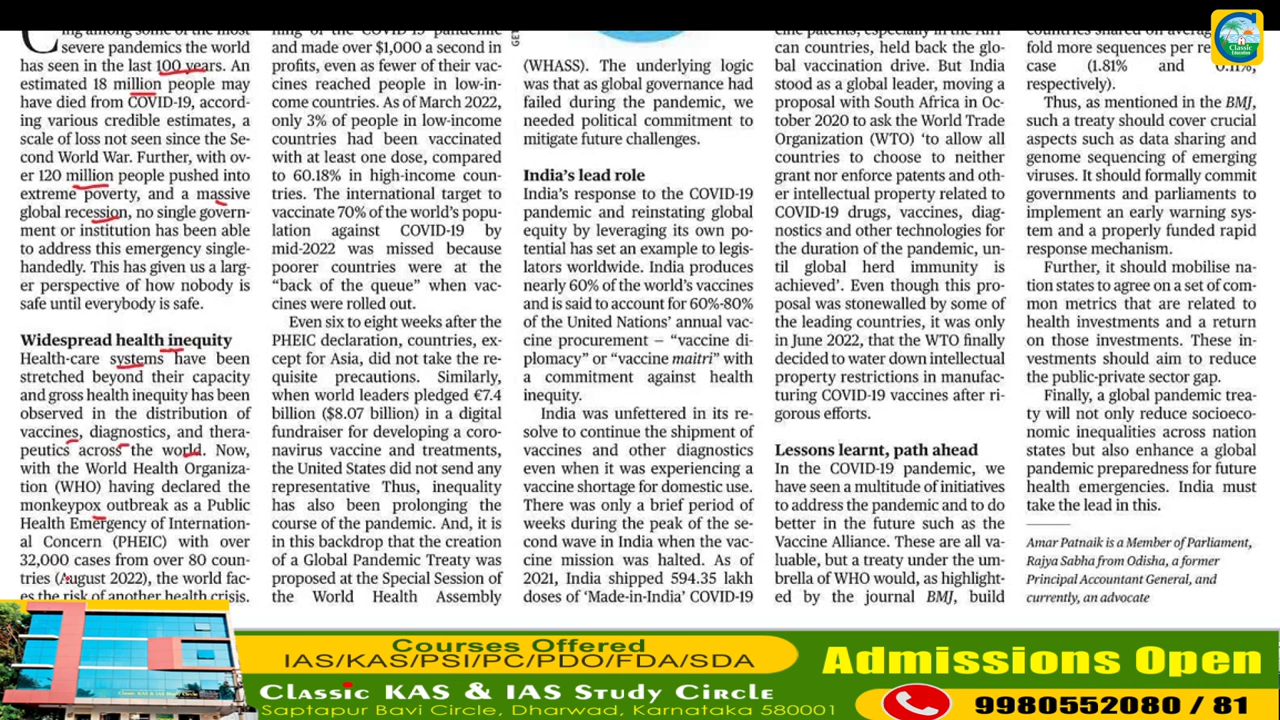 severe pandemics the world
has seen in the last 100 years. An
estimated 18 million people may
have died from COVID-19, accord-
ing various credible estimates, a
scale of loss not seen since the Se-
cond World War. Further, with ov-
er 120 million people pushed into
extreme poverty, and a massive
global recession, no single govern-
ment or institution has been able
to address this emergency single-
handedly. This has given us a larg-
er perspective of how nobody is
safe until everybody is safe.
Widespread health inequity
Health-care systems have been
stretched beyond their capacity
and gross health inequity has been
observed in the distribution of
vaccines, diagnostics, and thera-
peutics across the world. Now,
with the World Health Organiza-
tion (WHO) having declared the
monkeypox outbreak as a Public
Health Emergency of Internation-
al Concern (PHEIC) with over
32,000 cases from over 80 coun-
tries (August 2022), the world fac-
es the risk of another health crisis.
and made over $1,000 a second in
profits, even as fewer of their vac-
cines reached people in low-in-
come countries. As of March 2022,
only 3% of people in low-income
countries had been vaccinated
with at least one dose, compared
to 60.18% in high-income coun-
tries. The international target to
vaccinate 70% of the world's popu-
lation against COVID-19 by
mid-2022 was missed because
poorer countries were at the
"back of the queue" when vac-
cines were rolled out.
Even six to eight weeks after the
PHEIC declaration, countries, ex-
cept for Asia, did not take the re-
quisite precautions. Similarly,
when world leaders pledged €7.4
billion ($8.07 billion) in a digital
fundraiser for developing a coro-
navirus vaccine and treatments,
the United States did not send any
representative Thus, inequality
has also been prolonging the
course of the pandemic. And, it is
in this backdrop that the creation
of a Global Pandemic Treaty was
proposed at the Special Session of
the World Health Assembly
(WHASS). The underlying logic
was that as global governance had
failed during the pandemic, we
needed political commitment to
mitigate future challenges.
India's lead role
India's response to the COVID-19
pandemic and reinstating global
equity by leveraging its own po-
tential has set an example to legis-
lators worldwide. India produces
nearly 60% of the world's vaccines
and is said to account for 60%-80%
of the United Nations' annual vac-
cine procurement – "vaccine di-
plomacy" or "vaccine maitri" with
a commitment against health
inequity.
India was unfettered in its re-
solve to continue the shipment of
vaccines and other diagnostics
even when it was experiencing a
vaccine shortage for domestic use.
There was only a brief period of
weeks during the peak of the se-
cond wave in India when the vac-
cine mission was halted. As of
2021, India shipped 594.35 lakh
doses of 'Made-in-India' COVID-19
cine patents, especially in the Afri-
can countries, held back the glo-
bal vaccination drive. But India
stood as a global leader, moving a
proposal with South Africa in Oc-
tober 2020 to ask the World Trade
Organization (WTO) 'to allow all
countries to choose to neither
grant nor enforce patents and oth-
er intellectual property related to
COVID-19 drugs, vaccines, diag-
nostics and other technologies for
the duration of the pandemic, un-
til global herd immunity is
achieved'. Even though this pro-
posal was stonewalled by some of
the leading countries, it was only
in June 2022, that the WTO finally
decided to water down intellectual
property restrictions in manufac-
turing COVID-19 vaccines after ri-
gorous efforts.
Lessons learnt, path ahead
In the COVID-19 pandemic, we
have seen a multitude of initiatives
to address the pandemic and to do
better in the future such as the
Vaccine Alliance. These are all va-
luable, but a treaty under the um-
brella of WHO would, as highlight-
ed by the journal BMJ, build
fold more sequences per
case (1.81% and 0.11%,
respectively).
Thus, as mentioned in the BMJ,
such a treaty should cover crucial
aspects such as data sharing and
genome sequencing of emerging
viruses. It should formally commit
governments and parliaments to
implement an early warning sys-
tem and a properly funded rapid
response mechanism.
Further, it should mobilise na-
tion states to agree on a set of com-
mon metrics that are related to
health investments and a return
on those investments. These in-
vestments should aim to reduce
the public-private sector gap.
Finally, a global pandemic trea-
ty will not only reduce socioeco-
nomic inequalities across nation
states but also enhance a global
pandemic preparedness for future
health emergencies. India must
take the lead in this.
Amar Patnaik is a Member of Parliament,
Rajya Sabha from Odisha, a former
Principal Accountant General, and
currently, an advocate
Classic
Education
Courses Offered
IAS/KAS/PSI/PC/PDO/FDA/SDA
Classic KAS & IAS Study Circle
Saptapur Bavi Circle, Dharwad, Karnataka 580001
Admissions Open
9980552080 / 81